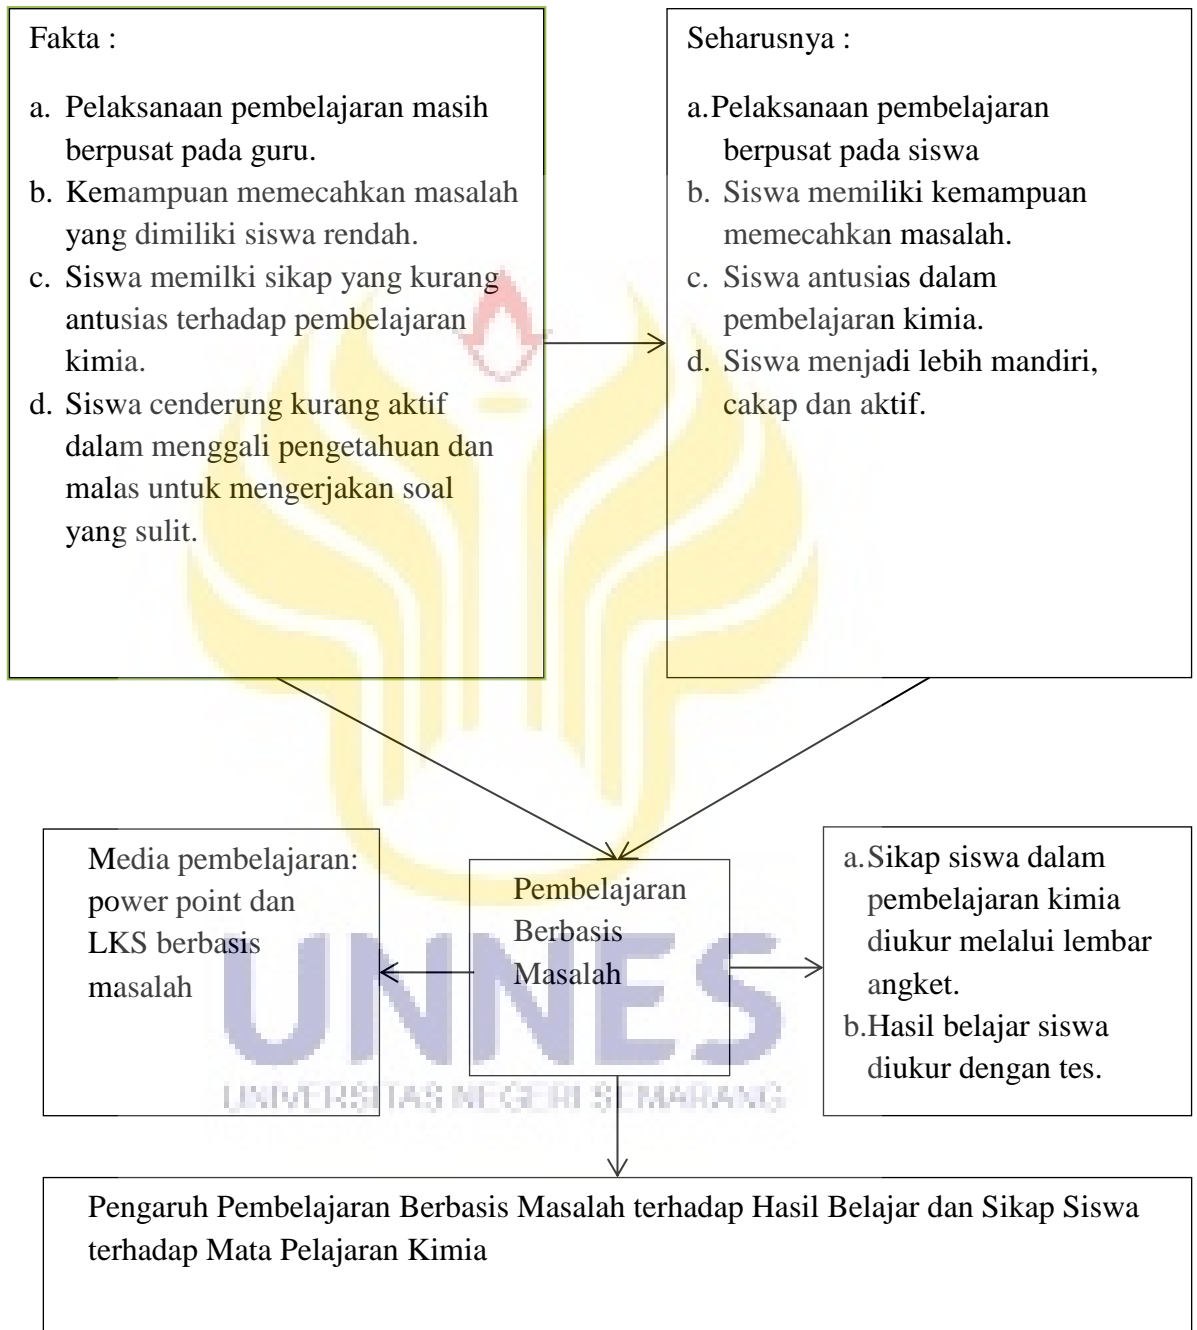 Fakta :
a. Pelaksanaan pembelajaran masih
berpusat pada guru.
b. Kemampuan memecahkan masalah
yang dimiliki siswa rendah.
c. Siswa memilki sikap yang kurang
antusias terhadap pembelajaran
kimia.
d. Siswa cenderung kurang aktif
dalam menggali pengetahuan dan
malas untuk mengerjakan soal
yang sulit.
Seharusnya :
a.Pelaksanaan pembelajaran
berpusat pada siswa
b. Siswa memiliki kemampuan
memecahkan masalah.
c. Siswa antusias dalam
pembelajaran kimia.
d. Siswa menjadi lebih mandiri,
cakap dan aktif.
Media pembelajaran:
power point dan
LKS berbasis
masalah
Pembelajaran
Berbasis
Masalah
a.Sikap siswa dalam
pembelajaran kimia
diukur melalui lembar
angket.
b.Hasil belajar siswa
diukur dengan tes.
UNNES
UNIVERSITAS NEGERI SEMARANG
Pengaruh Pembelajaran Berbasis Masalah terhadap Hasil Belajar dan Sikap Siswa
terhadap Mata Pelajaran Kimia